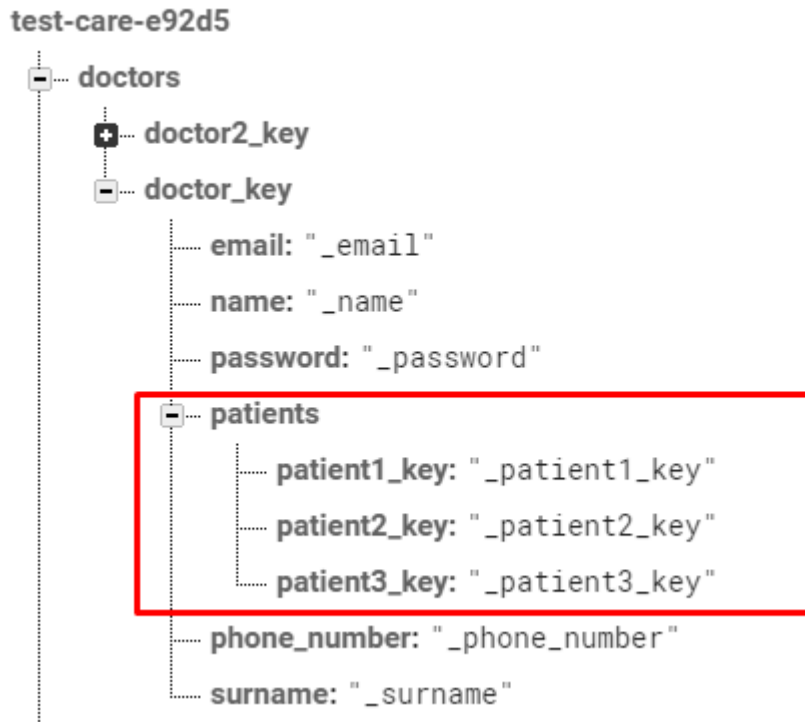 test-care-e92d5
doctors
doctor2_key
doctor_key
email: "_email"
name: "_name"
password: "_password"
patients
patient1_key: "_patient1_key"
patient2_key: "_patient2_key"
patient3_key: "_patient3_key"
phone_number: "_phone_number"
surname: "_surname"